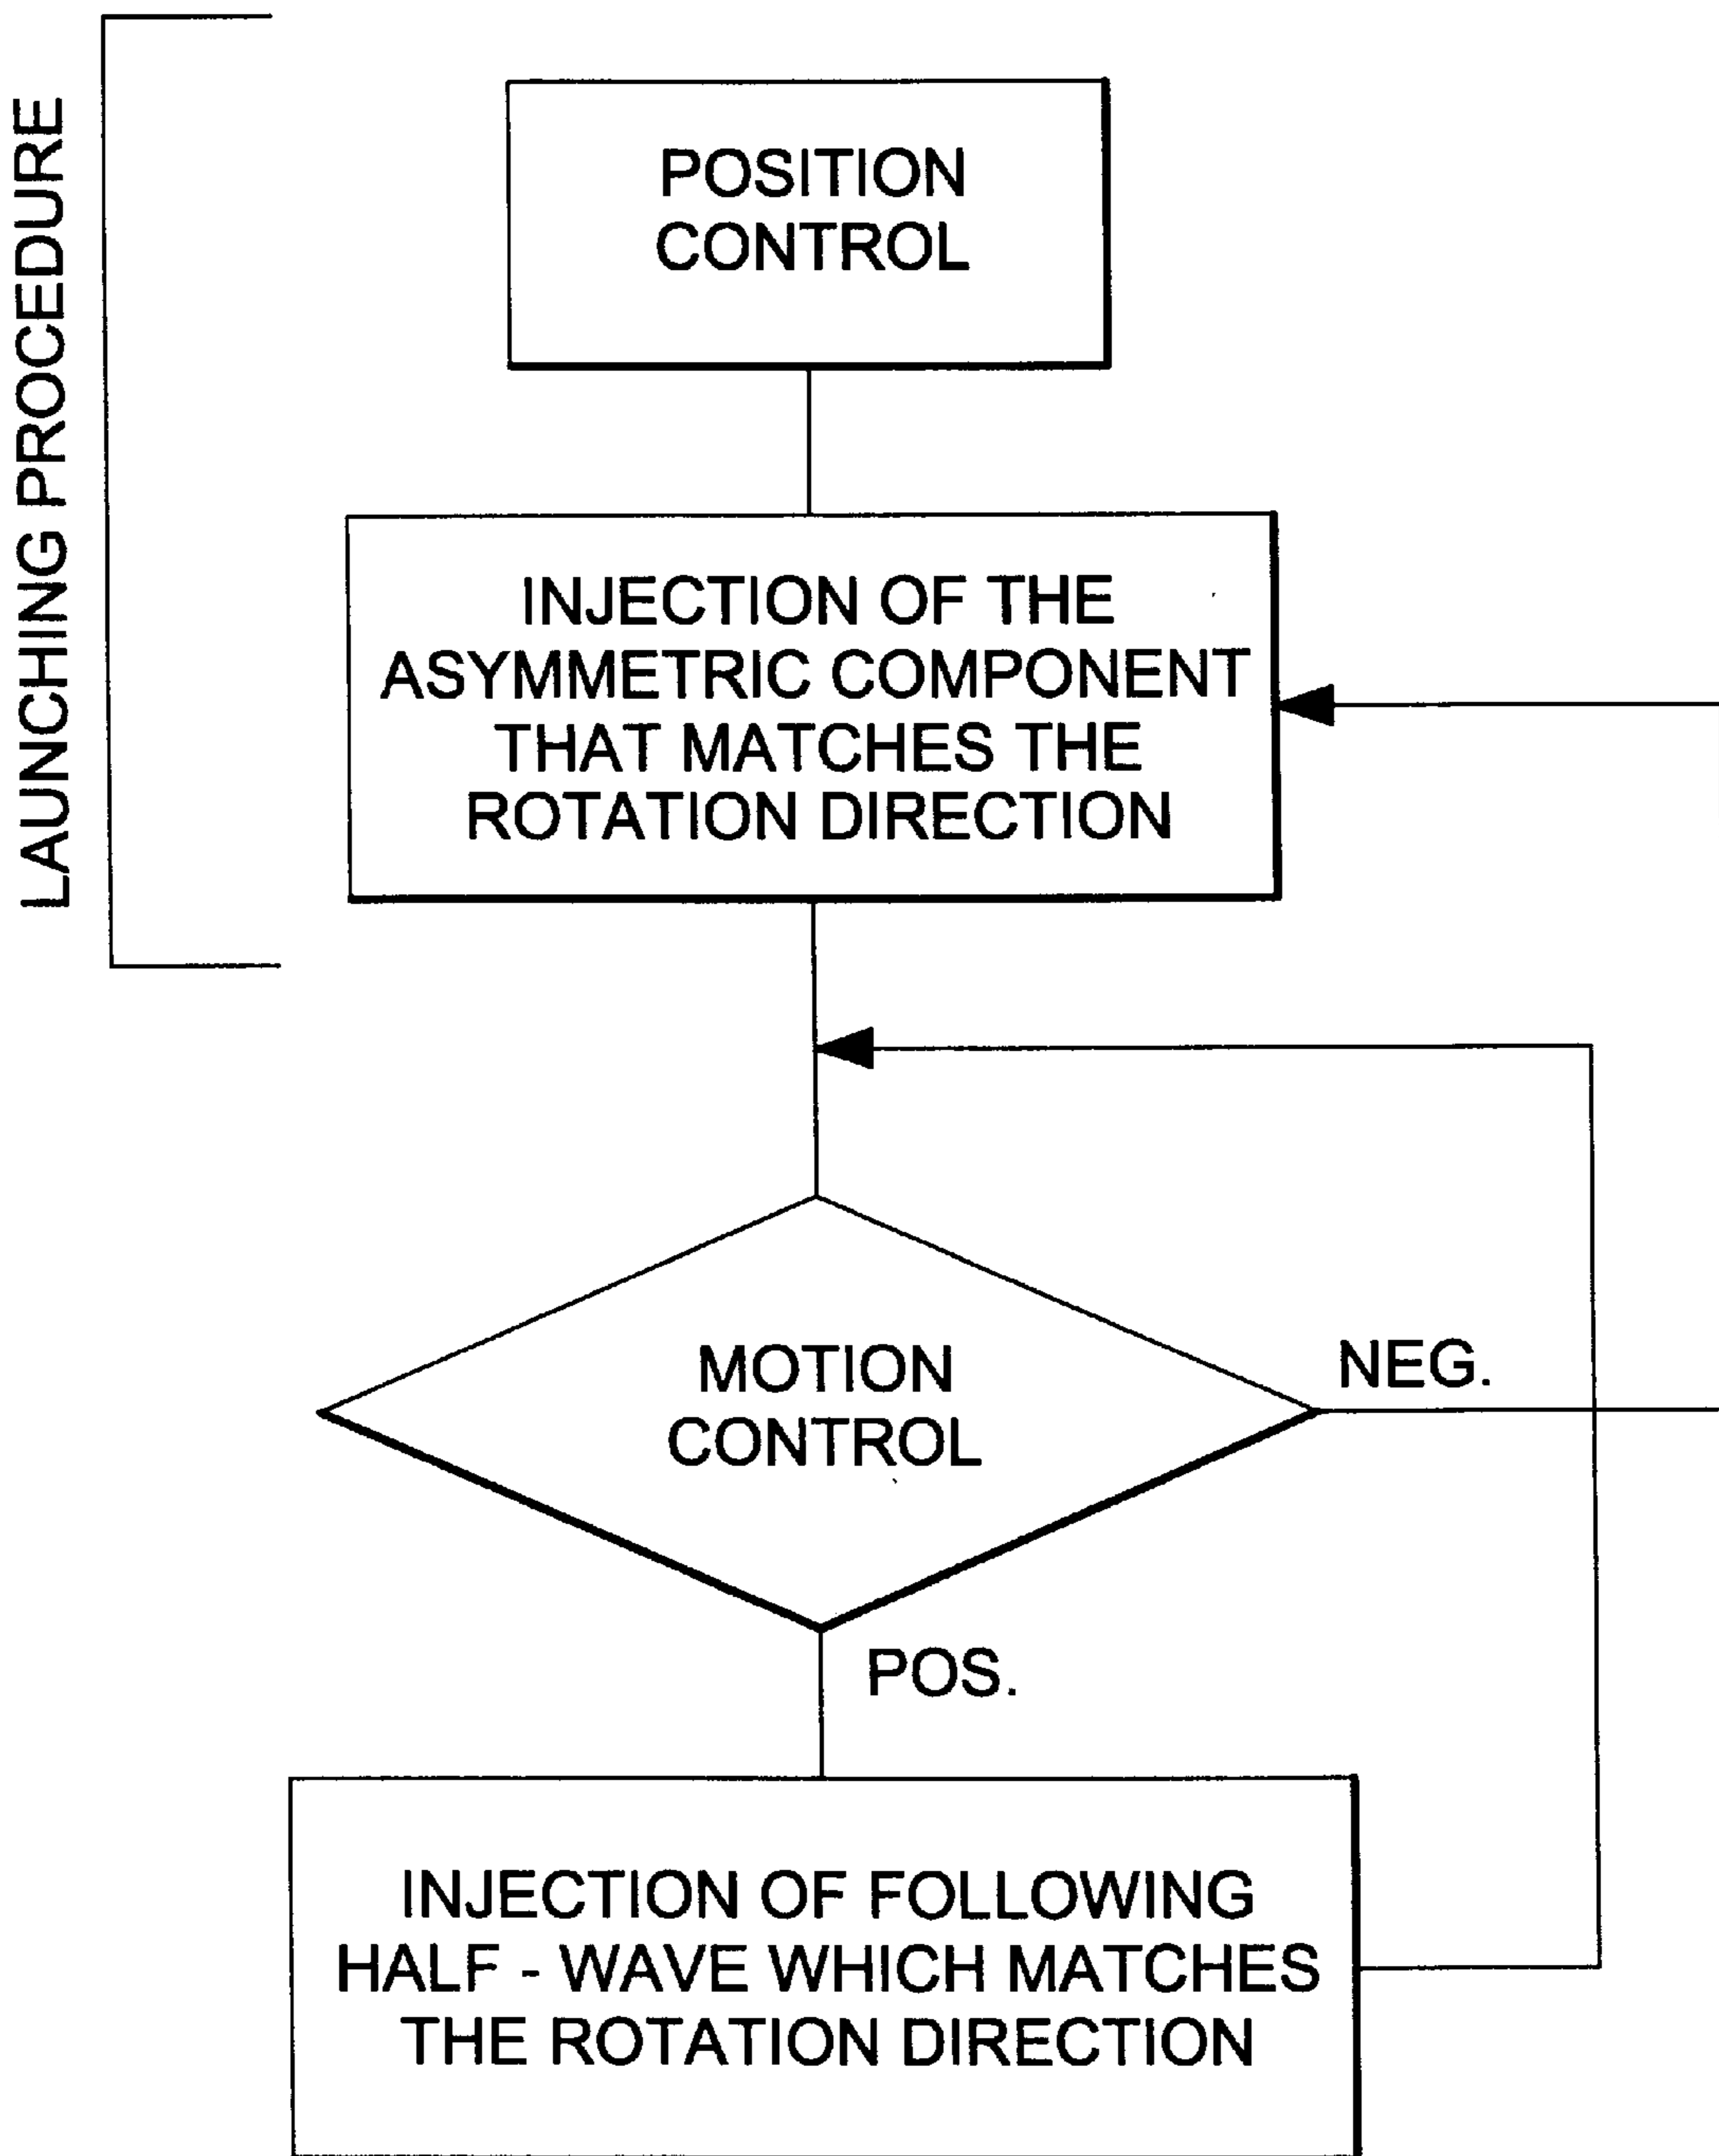 LAUNCHING PROCEDURE
POSITION
CONTROL
INJECTION OF THE
ASYMMETRIC COMPONENT
THAT MATCHES THE
ROTATION DIRECTION
MOTION
CONTROL
NEG.
POS.
INJECTION OF FOLLOWING
HALF - WAVE WHICH MATCHES
THE ROTATION DIRECTION